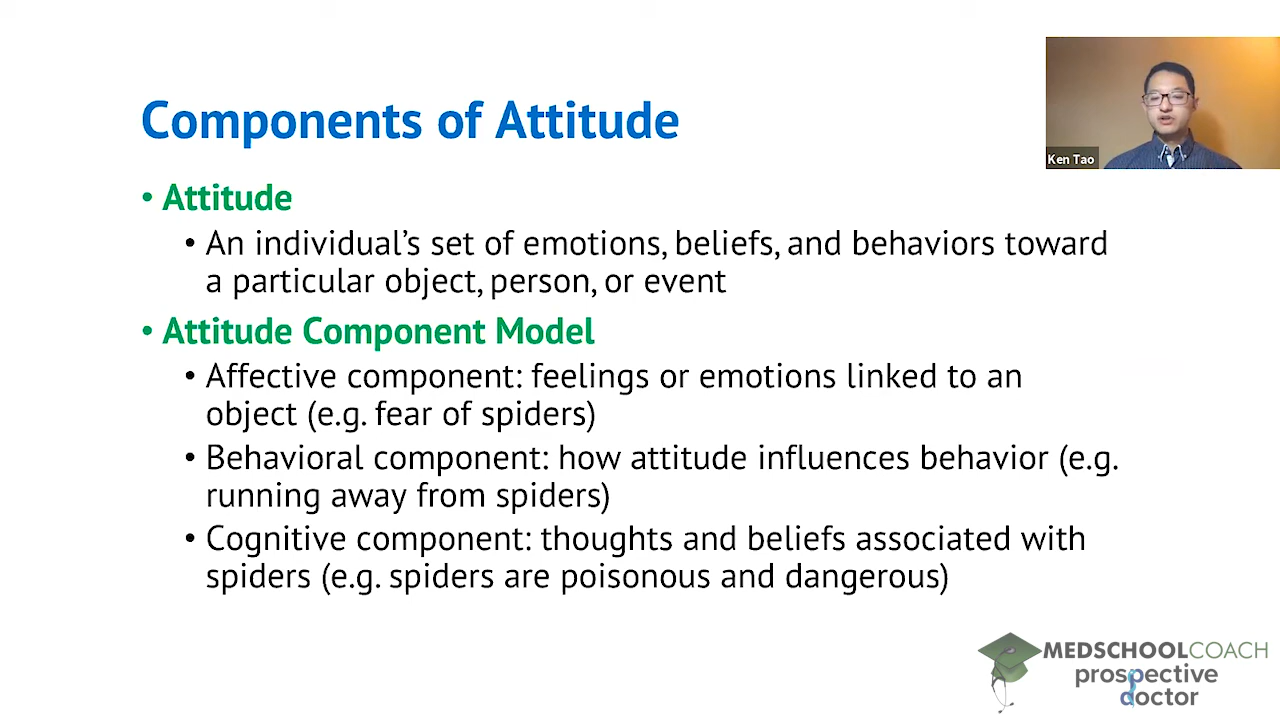 Components of Attitude
Ken Tao
• Attitude
• An individual’s set of emotions, beliefs, and behaviors toward
a particular object, person, or event
• Attitude Component Model
• Affective component: feelings or emotions linked to an
object (e.g. fear of spiders)
• Behavioral component: how attitude influences behavior (e.g.
running away from spiders)
• Cognitive component: thoughts and beliefs associated with
spiders (e.g. spiders are poisonous and dangerous)
MEDSCHOOLCOACH
prospective
doctor